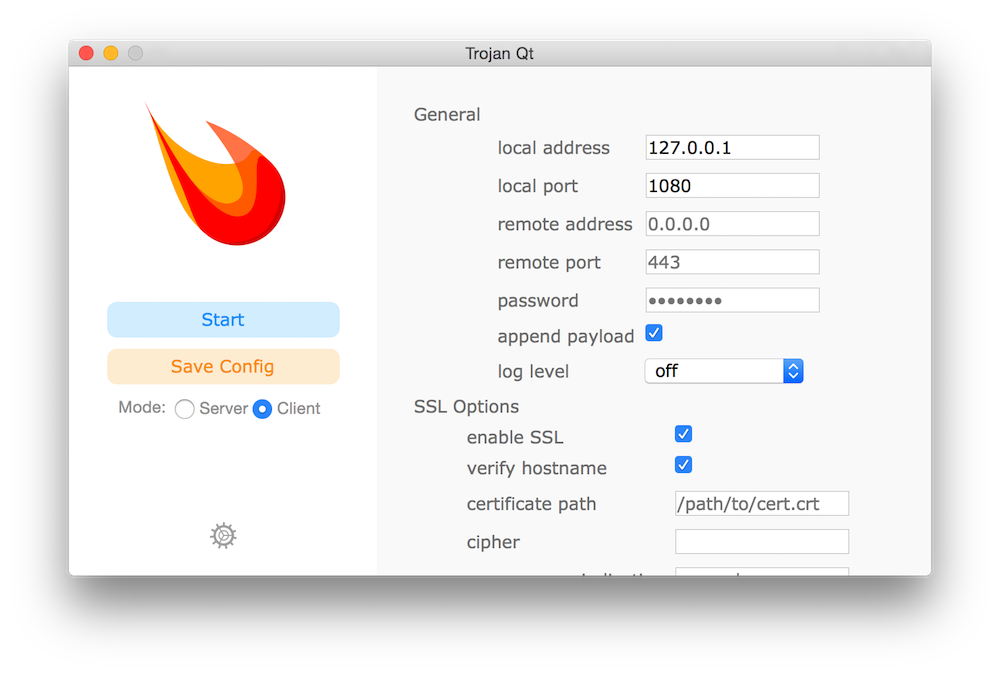 Trojan Qt
Start
Save Config
Mode: Server Client
General
local address 127.0.0.1
local port 1080
remote address 0.0.0.0
remote port 443
password ●●●●●●●●
append payload
log level off
SSL Options
enable SSL
verify hostname
certificate path /path/to/cert.crt
cipher